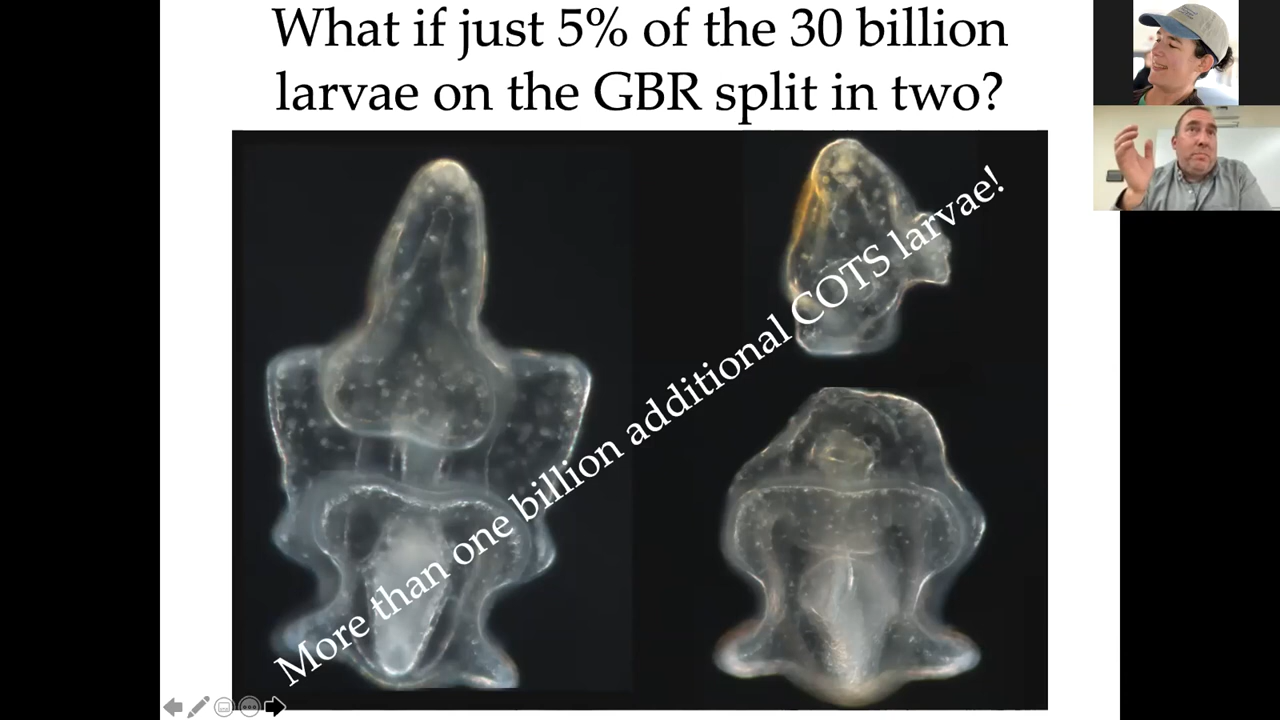 What if just 5% of the 30 billion
larvae on the GBR split in two?
More than one billion additional COTS larvae!